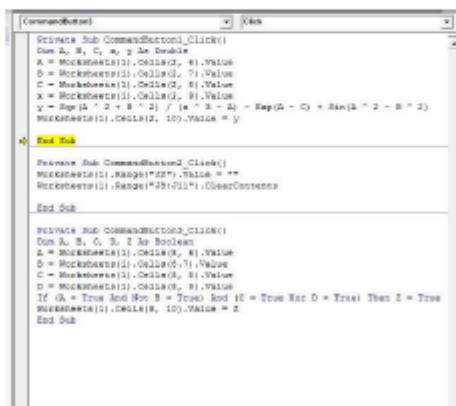 CommandButton3 Click
Private Sub CommandButton1_Click()
Dim A, B, C, x, y As Double
A = Worksheets(1).Cells(2, 6).Value
B = Worksheets(1).Cells(2, 7).Value
C = Worksheets(1).Cells(2, 8).Value
x = Worksheets(1).Cells(2, 9).Value
y = Sqr(A ^ 2 + B ^ 2) / (x ^ 3 - A) - Exp(A - C) + Sin(A ^ 2 - B ^ 2)
Worksheets(1).Cells(2, 10).Value = y
End Sub
Private Sub CommandButton2_Click()
Worksheets(1).Range("J2").Value = ""
Worksheets(1).Range("J8:J11").ClearContents
End Sub
Private Sub CommandButton3_Click()
Dim A, B, C, D, Z As Boolean
A = Worksheets(1).Cells(8, 6).Value
B = Worksheets(1).Cells(8,7).Value
C = Worksheets(1).Cells(8, 8).Value
D = Worksheets(1).Cells(8, 9).Value
If (A = True And Not B = True) And (C = True Xor D = True) Then Z = True
Worksheets(1).Cells(8, 10).Value = Z
End Sub